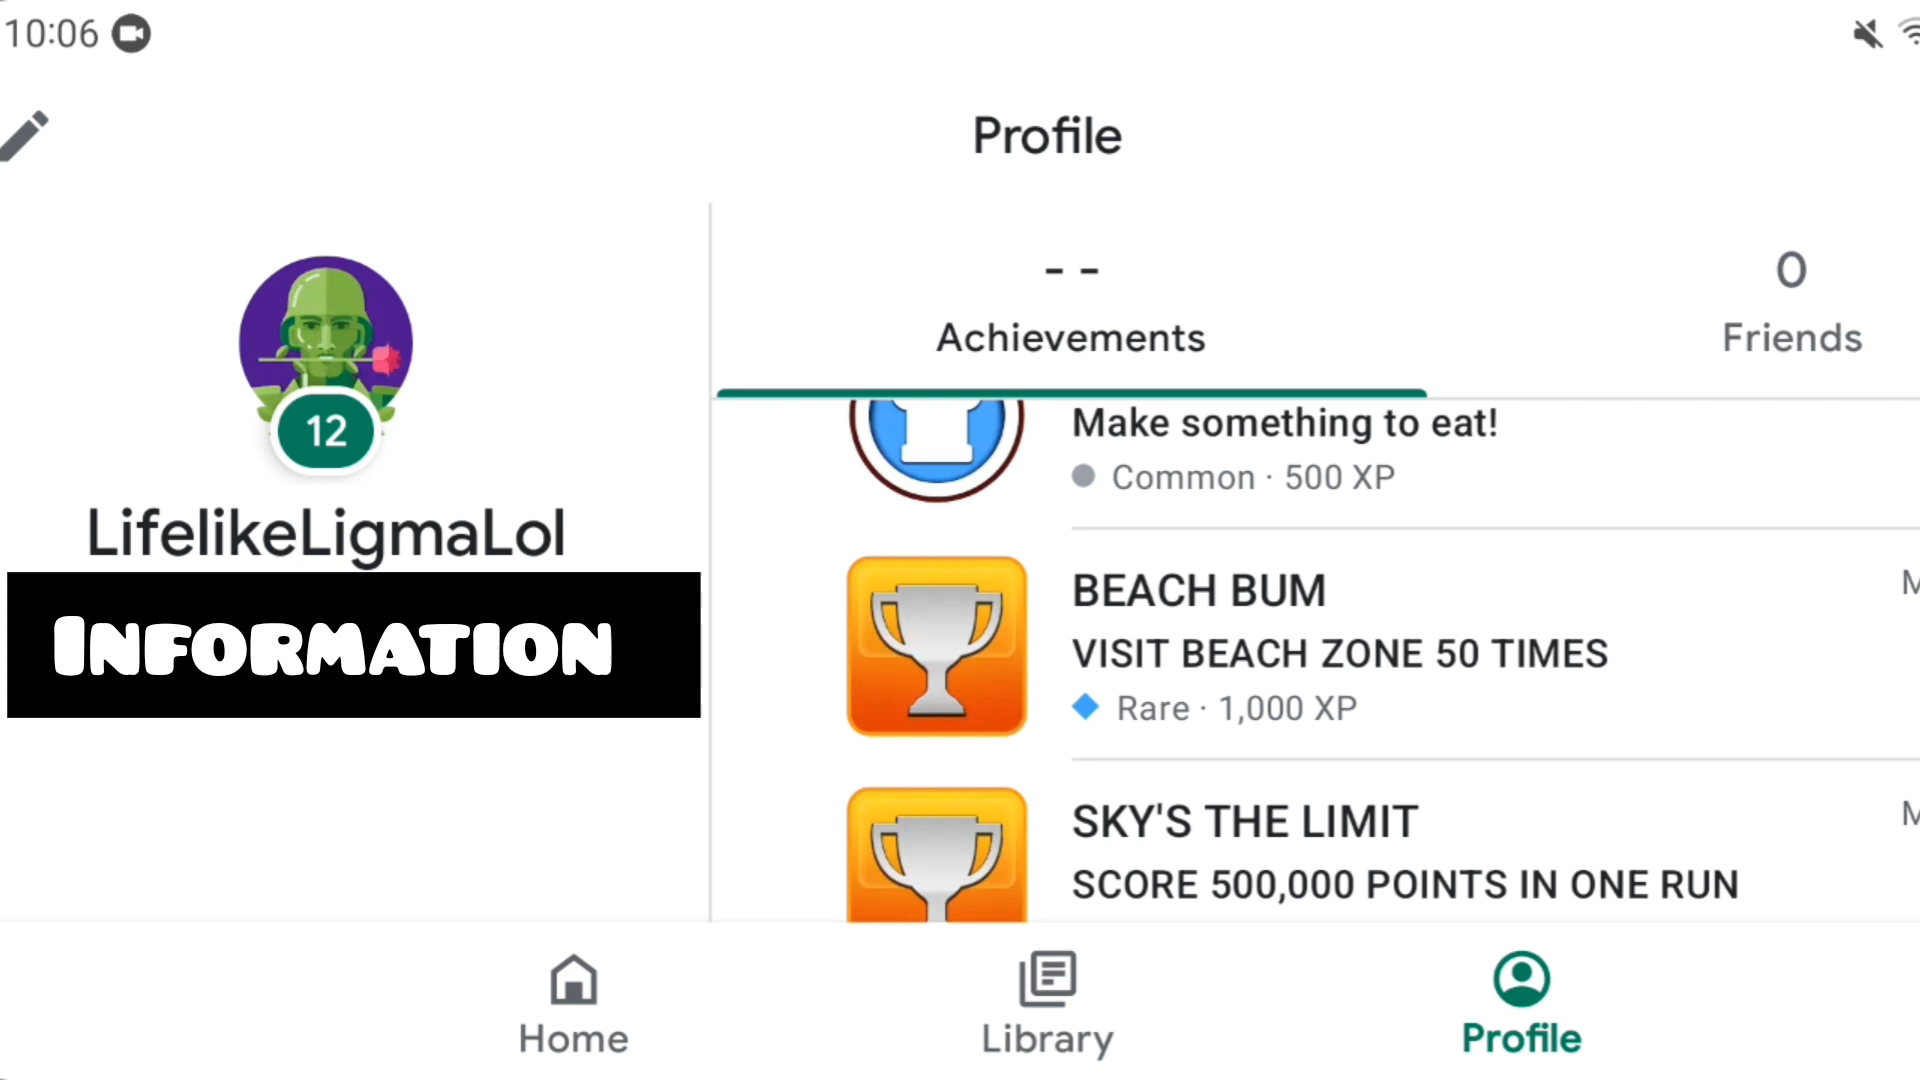 10:06
Profile
12
LifelikeLigmaLol
INFORMATION
- -
Achievements
0
Friends
Make something to eat!
Common · 500 XP
BEACH BUM
M
VISIT BEACH ZONE 50 TIMES
Rare · 1,000 XP
SKY'S THE LIMIT
M
SCORE 500,000 POINTS IN ONE RUN
Home
Library
Profile